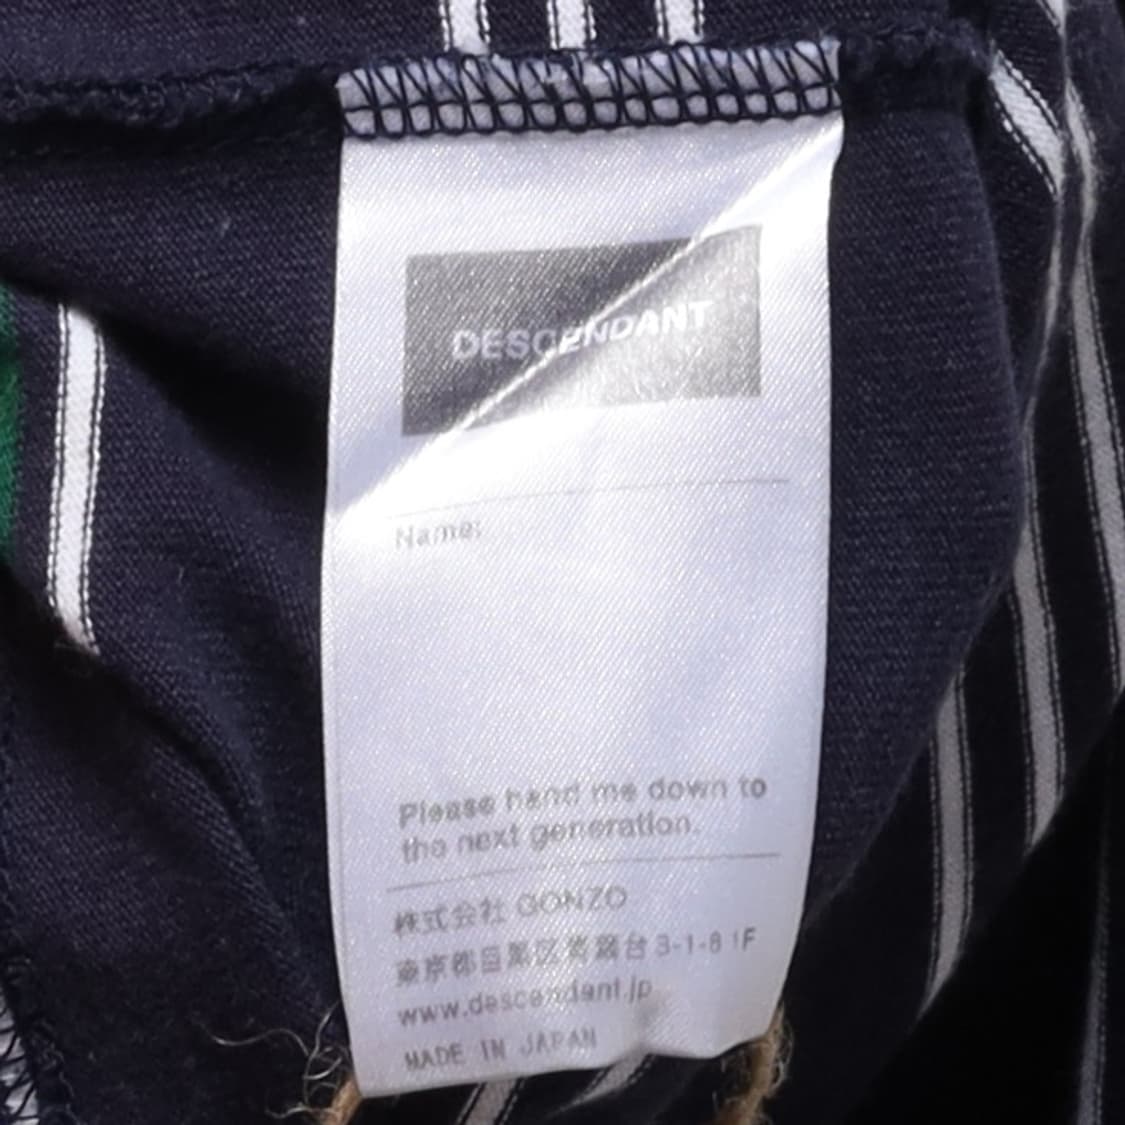 DESCENDANT
Name:
Please hand me down to
the next generation.
株式会社 GONZO
東京都目黒区青葉台 3-1-8 1F
www.descendant.jp
MADE IN JAPAN